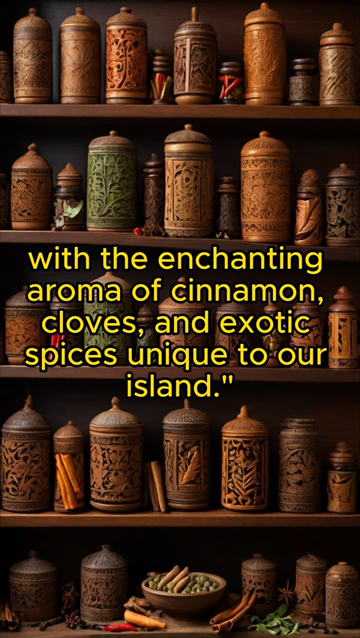 with the enchanting
aroma of cinnamon,
cloves, and exotic
spices unique to our
island."